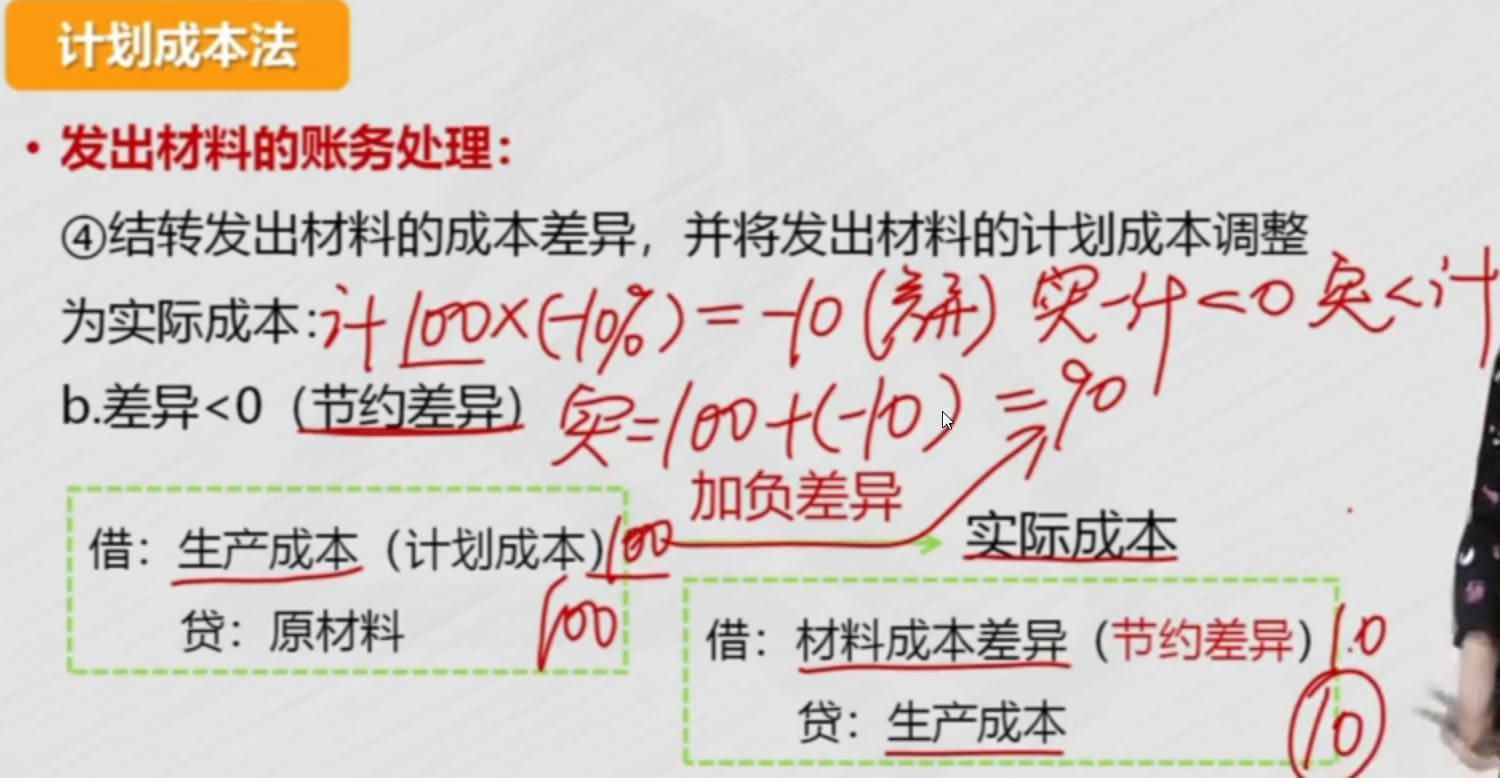 计划成本法
• 发出材料的账务处理：
④结转发出材料的成本差异，并将发出材料的计划成本调整
为实际成本：计 100×(-10%) = -10 (差异) 实-计<0 实<计
b.差异<0（节约差异） 实=100+(-10) =90
加负差异
借：生产成本（计划成本）100
实际成本
贷：原材料 100
借：材料成本差异（节约差异）10
贷：生产成本 10